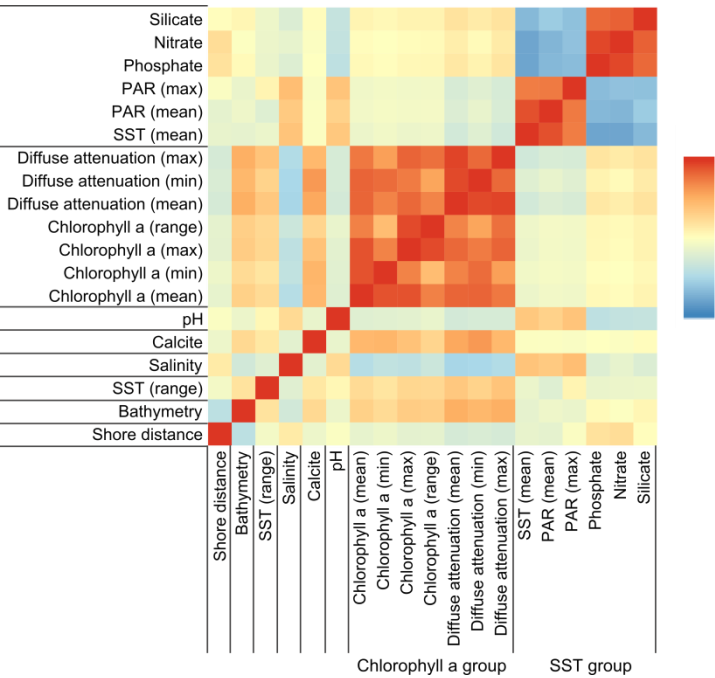 Silicate
Nitrate
Phosphate
PAR (max)
PAR (mean)
SST (mean)
Diffuse attenuation (max)
Diffuse attenuation (min)
Diffuse attenuation (mean)
Chlorophyll a (range)
Chlorophyll a (max)
Chlorophyll a (min)
Chlorophyll a (mean)
pH
Calcite
Salinity
SST (range)
Bathymetry
Shore distance
Shore distance
Bathymetry
SST (range)
Salinity
Calcite
pH
Chlorophyll a (mean)
Chlorophyll a (min)
Chlorophyll a (max)
Chlorophyll a (range)
Diffuse attenuation (mean)
Diffuse attenuation (min)
Diffuse attenuation (max)
SST (mean)
PAR (mean)
PAR (max)
Phosphate
Nitrate
Silicate
Chlorophyll a group
SST group